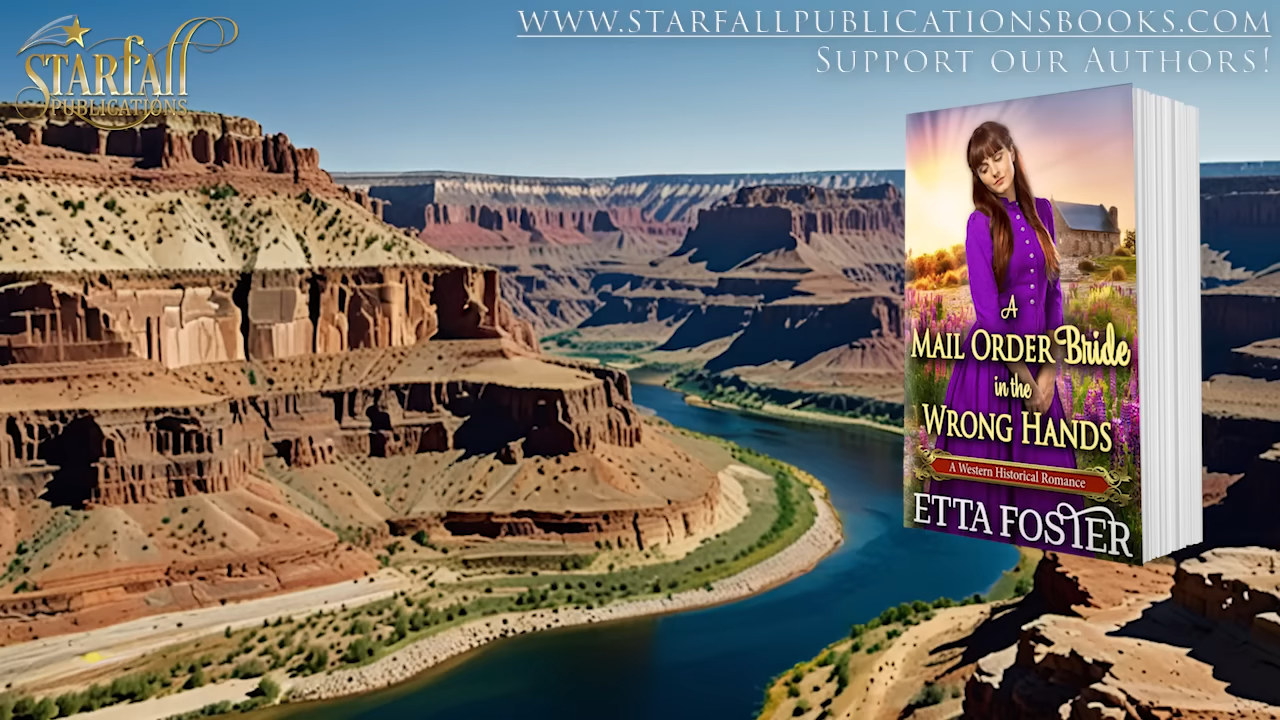 STARfall
PUBLICATIONS
WWW.STARFALLPUBLICATIONSBOOKS.COM
SUPPORT OUR AUTHORS!
A
MAIL ORDER Bride
in the
WRONG HANDS
A Western Historical Romance
ETTA FOSTER